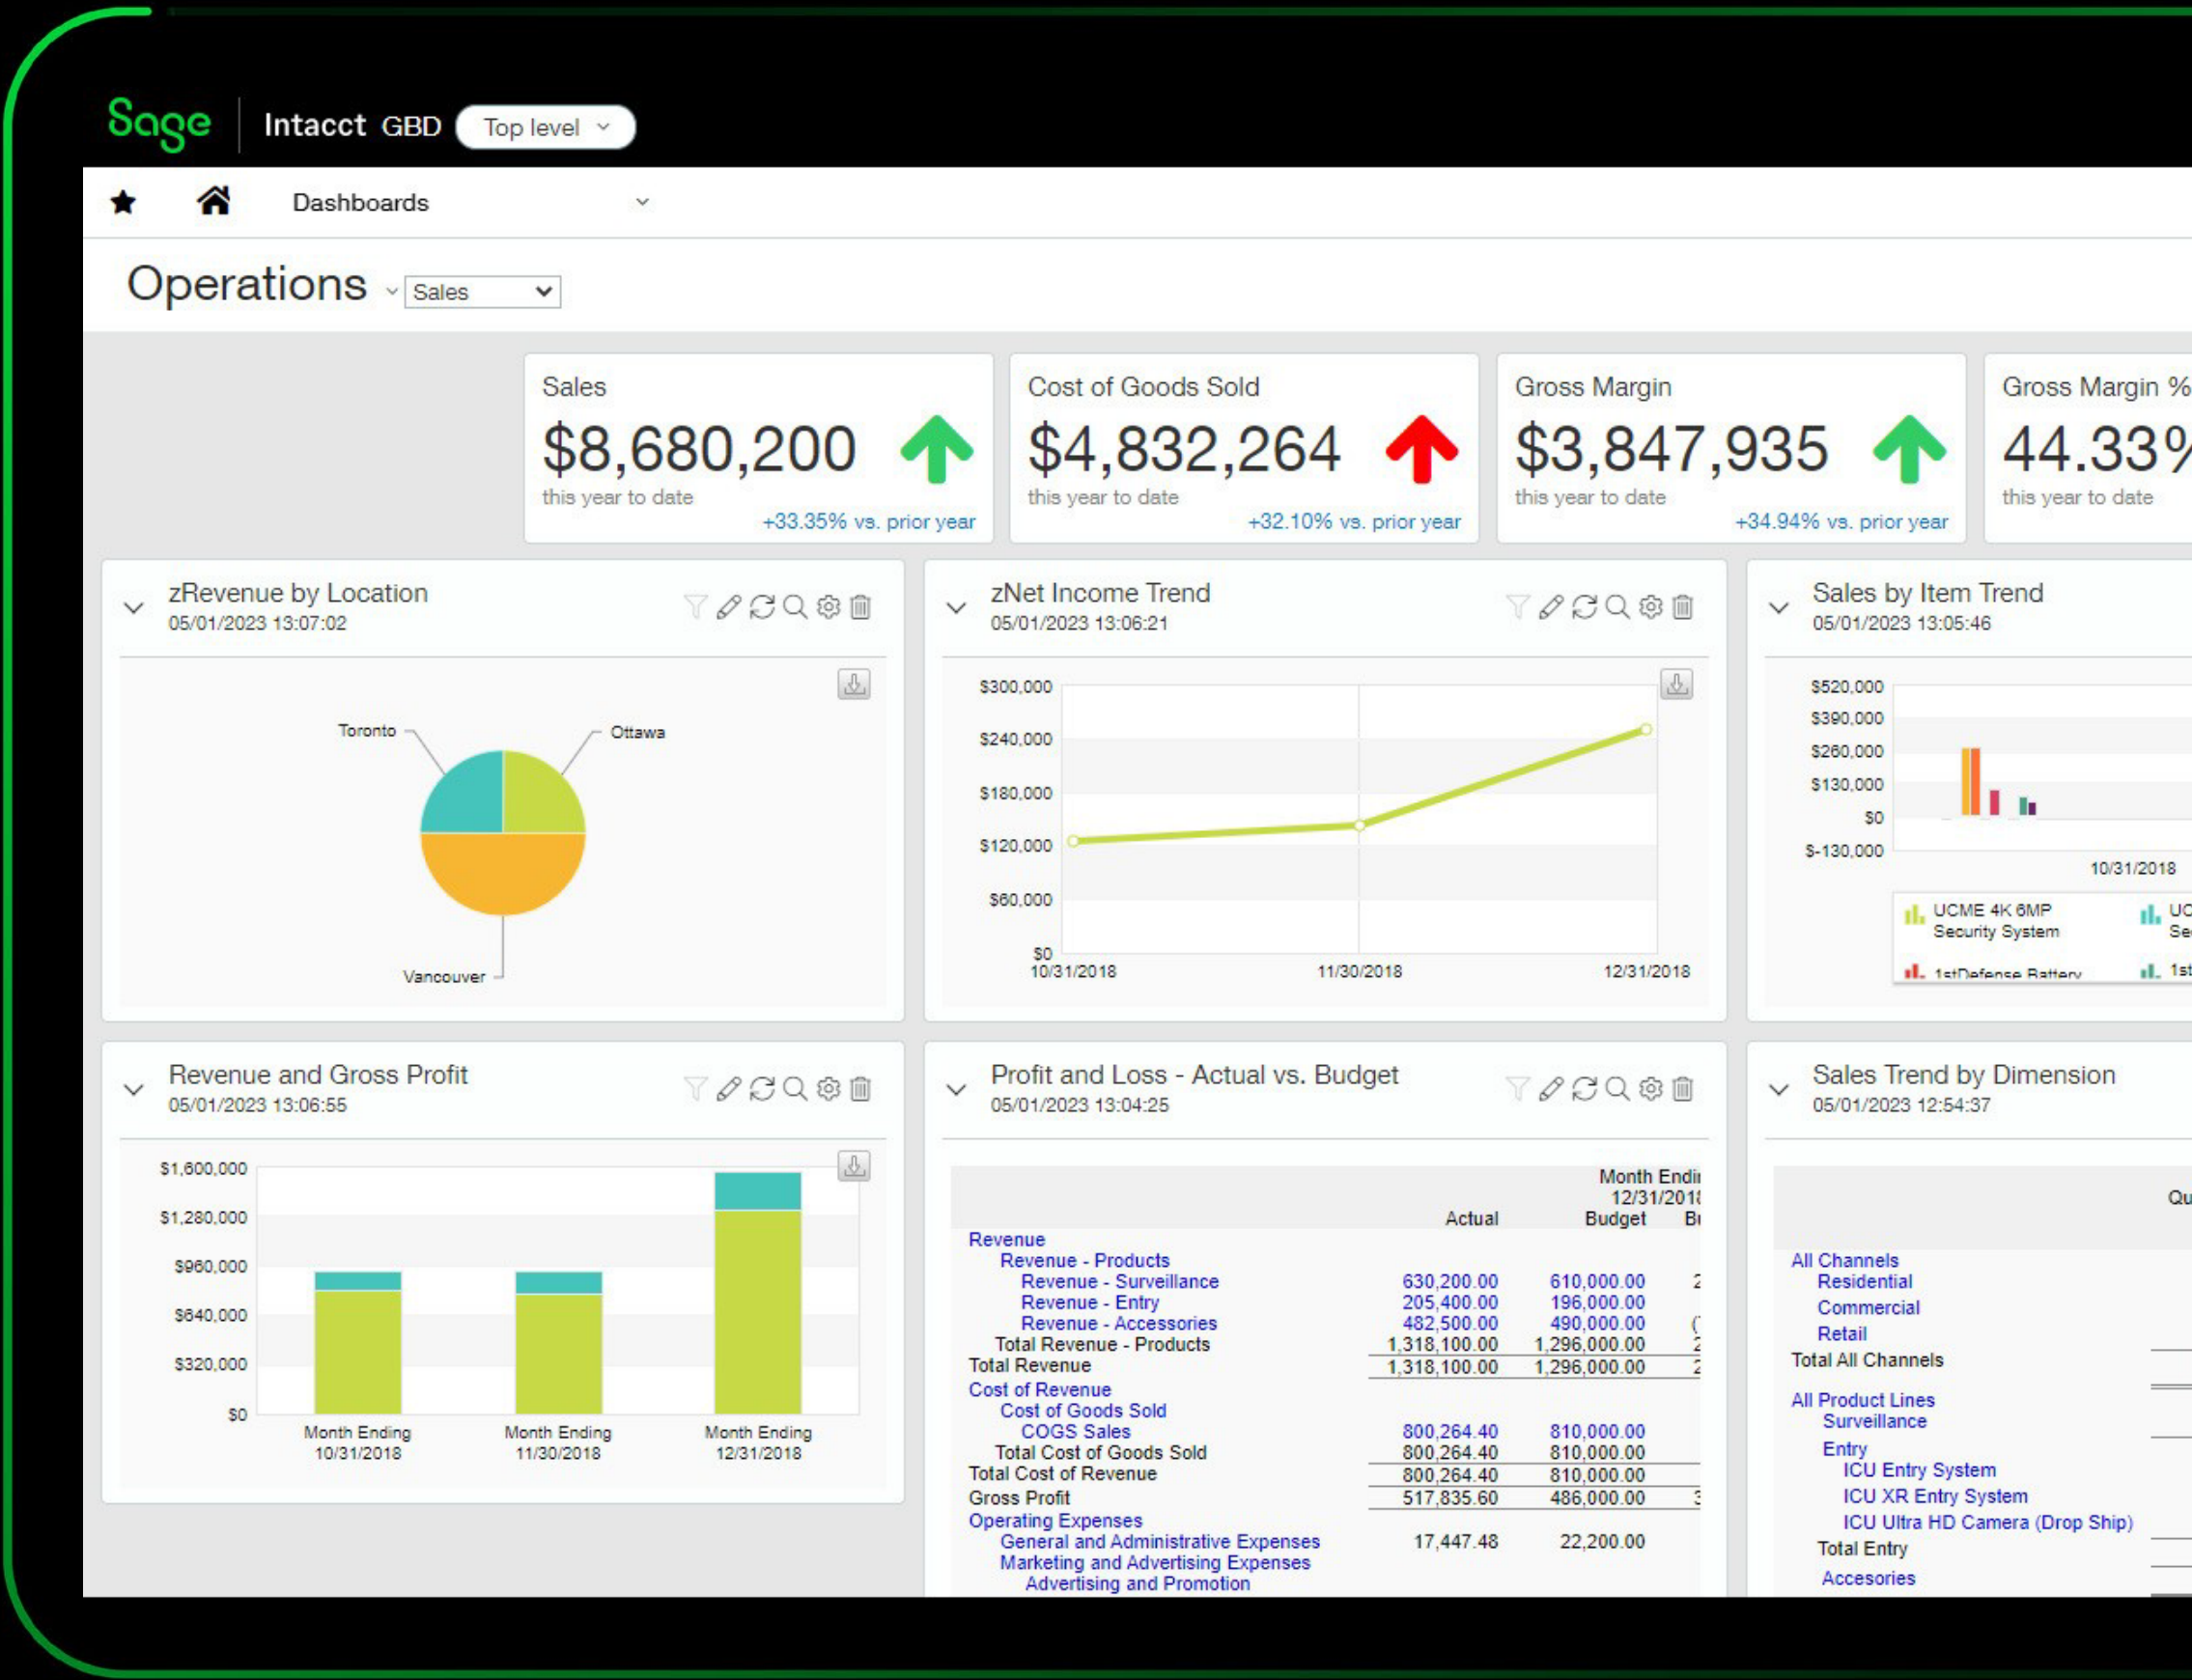 Sage Intacct GBD Top level
Dashboards
Operations Sales
Sales
$8,680,200
this year to date
+33.35% vs. prior year
Cost of Goods Sold
$4,832,264
this year to date
+32.10% vs. prior year
Gross Margin
$3,847,935
this year to date
+34.94% vs. prior year
Gross Margin %
44.33%
this year to date
zRevenue by Location
05/01/2023 13:07:02
Toronto
Ottawa
Vancouver
zNet Income Trend
05/01/2023 13:06:21
$300,000
$240,000
$180,000
$120,000
$60,000
$0
10/31/2018 11/30/2018 12/31/2018
Sales by Item Trend
05/01/2023 13:05:46
$520,000
$390,000
$260,000
$130,000
$0
$-130,000
10/31/2018
UCME 4K 6MP
Security System
1stDefense Battery
Revenue and Gross Profit
05/01/2023 13:06:55
$1,600,000
$1,280,000
$960,000
$640,000
$320,000
$0
Month Ending Month Ending Month Ending
10/31/2018 11/30/2018 12/31/2018
Profit and Loss - Actual vs. Budget
05/01/2023 13:04:25
Month
Actual Budget
Revenue
Revenue - Products
Revenue - Surveillance 630,200.00 610,000.00
Revenue - Entry 205,400.00 196,000.00
Revenue - Accessories 482,500.00 490,000.00
Total Revenue - Products 1,318,100.00 1,296,000.00
Total Revenue 1,318,100.00 1,296,000.00
Cost of Revenue
Cost of Goods Sold
COGS Sales 800,264.40 810,000.00
Total Cost of Goods Sold 800,264.40 810,000.00
Total Cost of Revenue 800,264.40 810,000.00
Gross Profit 517,835.60 486,000.00
Operating Expenses
General and Administrative Expenses 17,447.48 22,200.00
Marketing and Advertising Expenses
Advertising and Promotion
Sales Trend by Dimension
05/01/2023 12:54:37
All Channels
Residential
Commercial
Retail
Total All Channels
All Product Lines
Surveillance
Entry
ICU Entry System
ICU XR Entry System
ICU Ultra HD Camera (Drop Ship)
Total Entry
Accesories